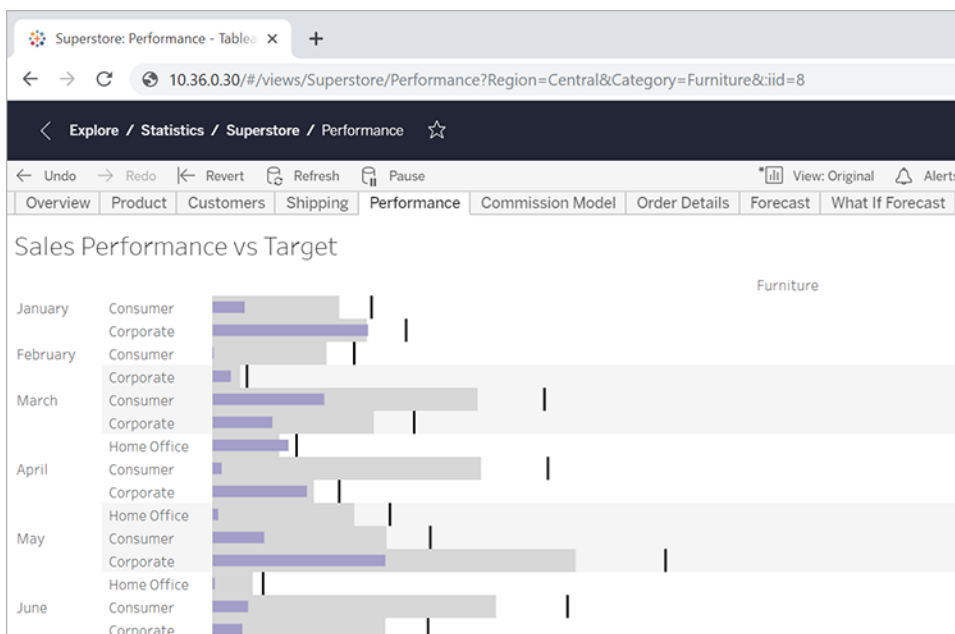 Superstore: Performance - Tablea
10.36.0.30/#/views/Superstore/Performance?Region=Central&Category=Furniture&:iid=8
Explore / Statistics / Superstore / Performance
Undo Redo Revert Refresh Pause View: Original Alerts
Overview Product Customers Shipping Performance Commission Model Order Details Forecast What If Forecast
Sales Performance vs Target
Furniture
January Consumer
Corporate
February Consumer
Corporate
March Consumer
Corporate
Home Office
April Consumer
Corporate
Home Office
May Consumer
Corporate
Home Office
June Consumer
Corporate